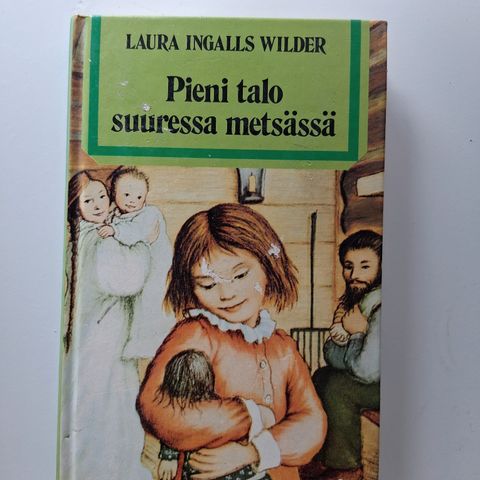 LAURA INGALLS WILDER
Pieni talo
suuressa metsässä